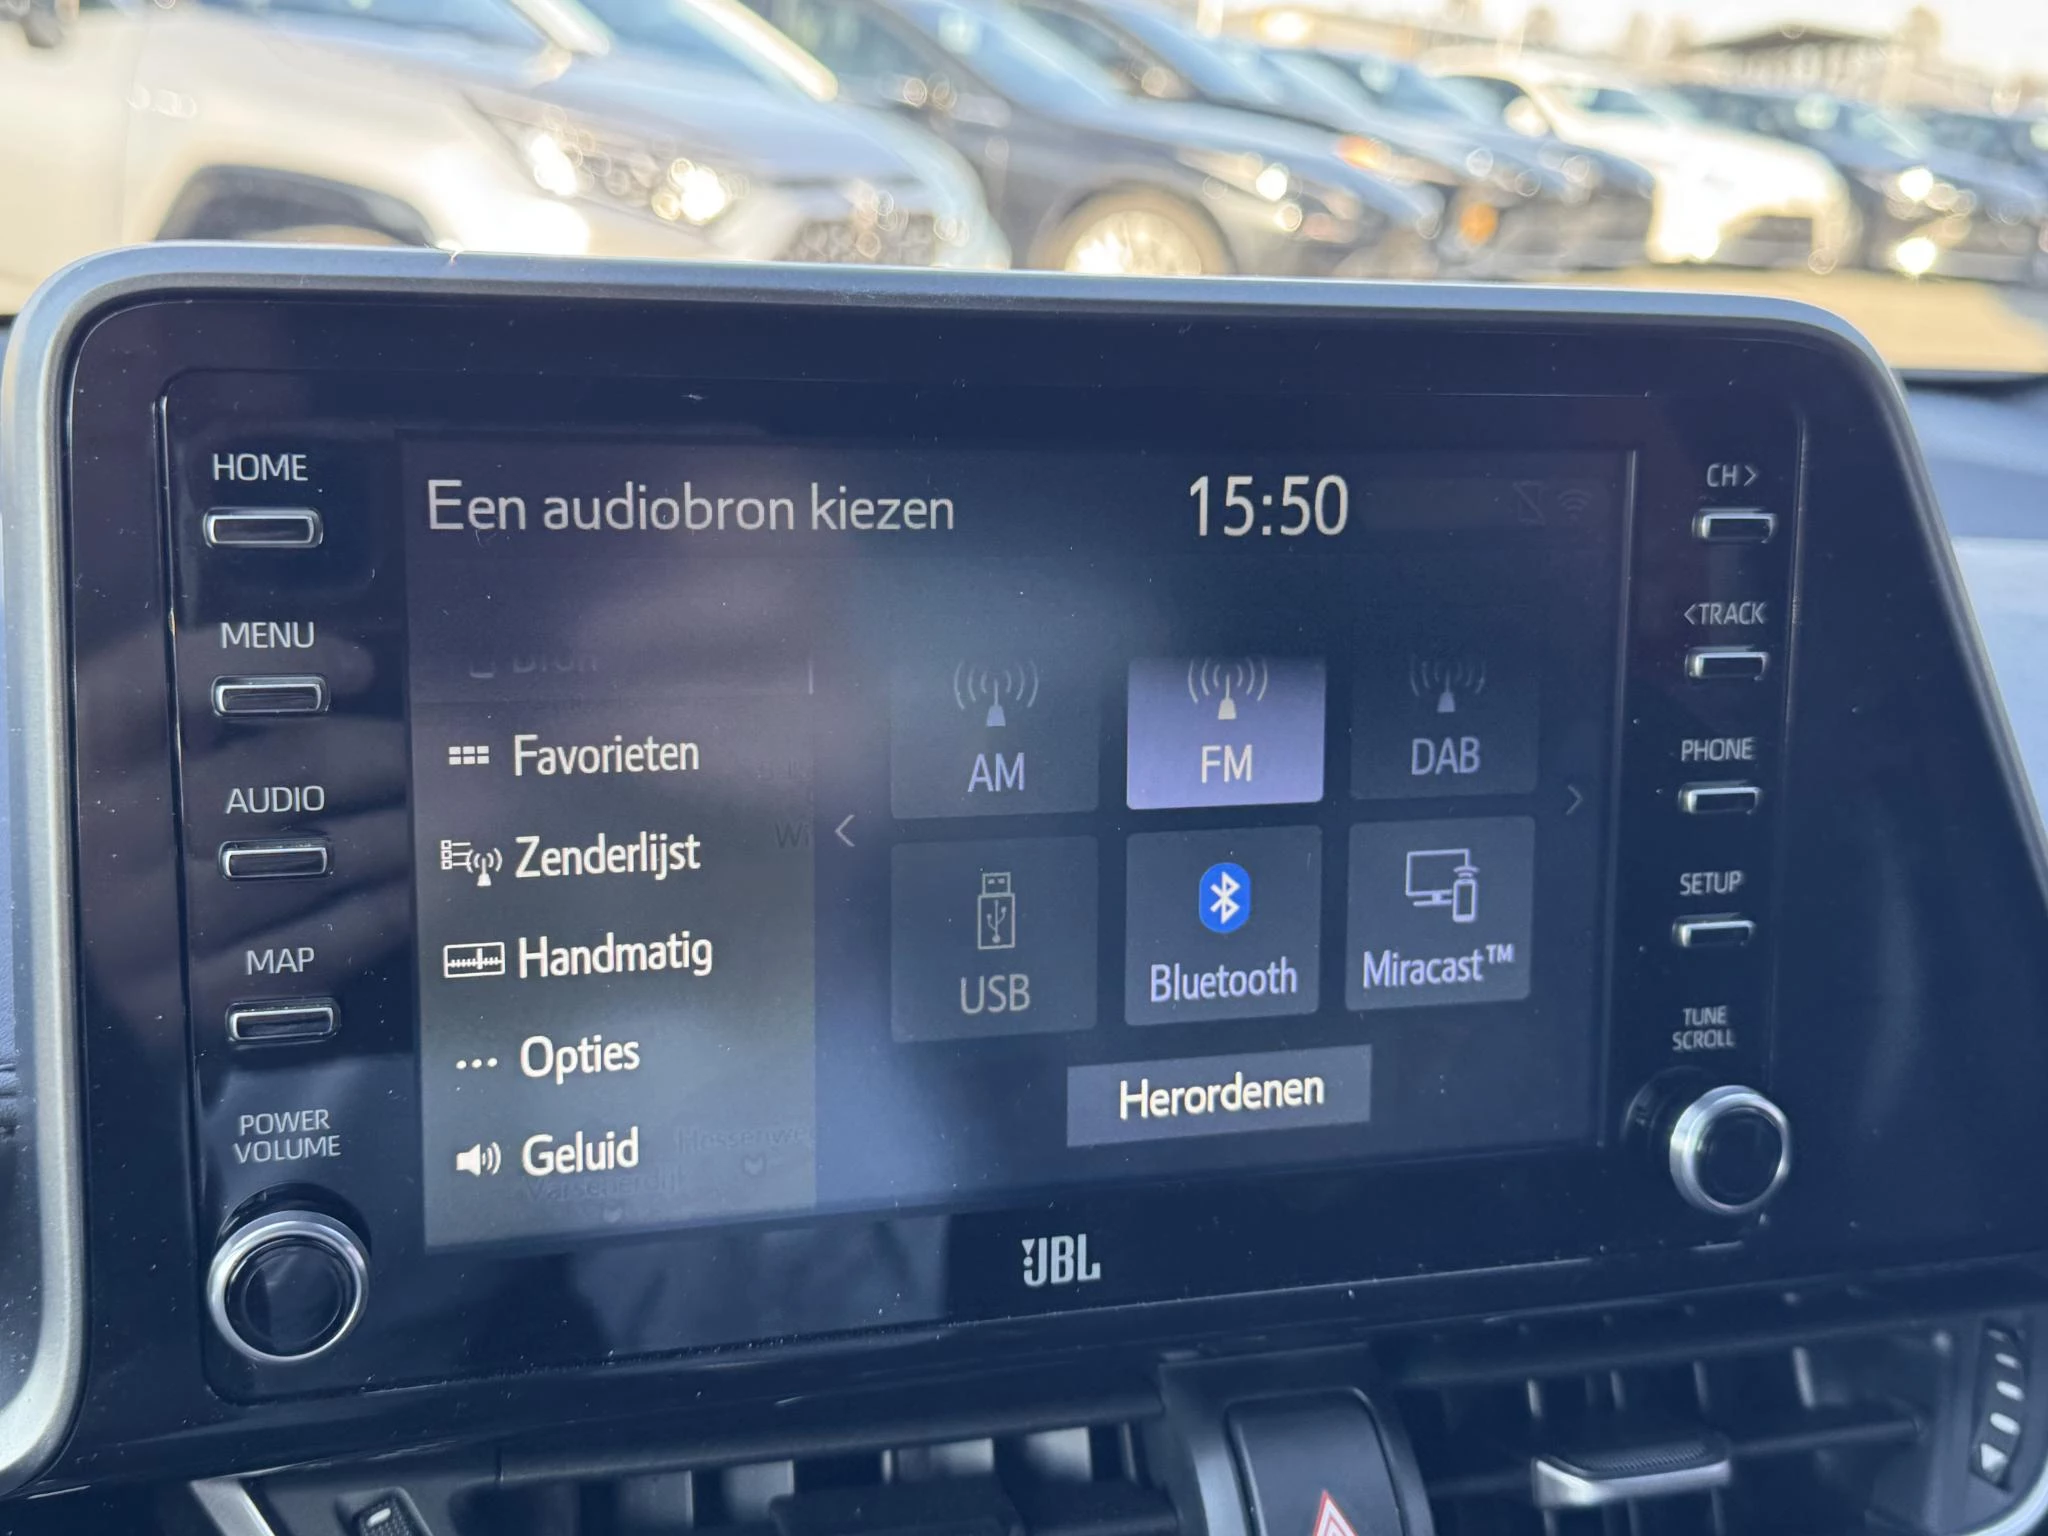 HOME
Een audiobron kiezen
15:50
CH >
MENU
Bron
<TRACK
AUDIO
Favorieten
AM
FM
DAB
PHONE
Zenderlijst
MAP
Handmatig
USB
Bluetooth
Miracast™
SETUP
Opties
Herordenen
TUNE
SCROLL
POWER
VOLUME
Geluid
JBL